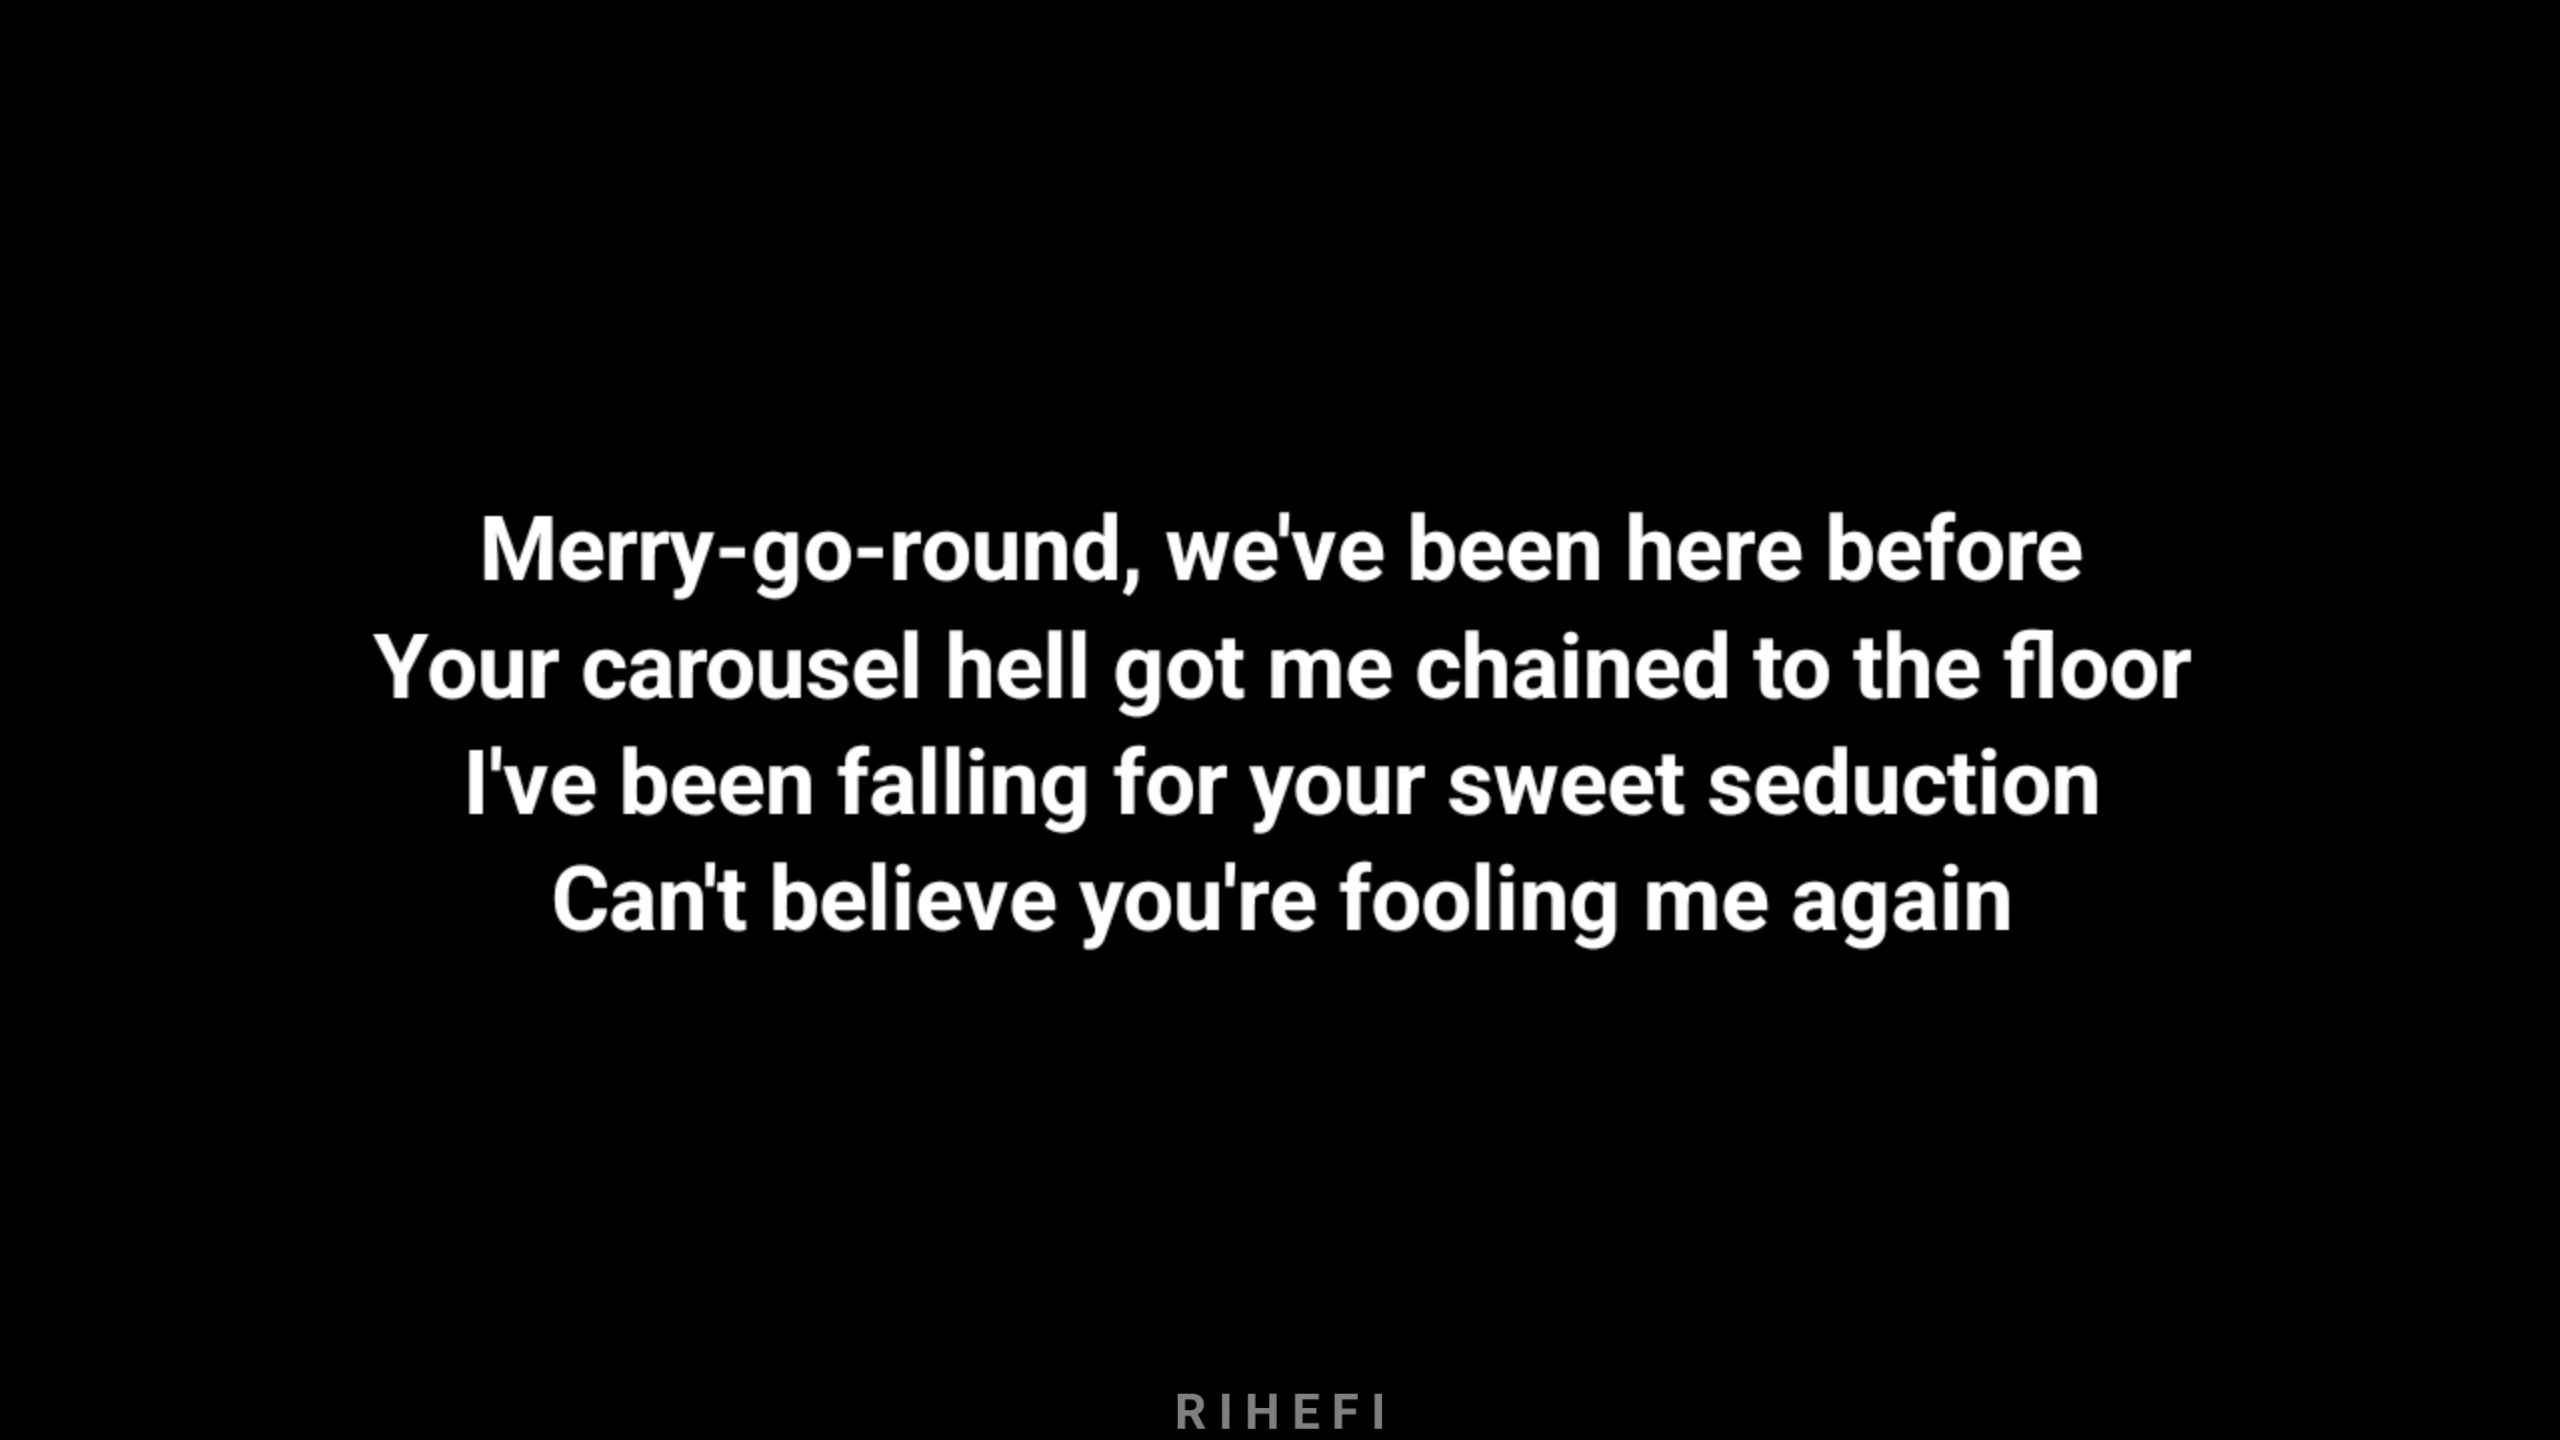 Merry-go-round, we've been here before
Your carousel hell got me chained to the floor
I've been falling for your sweet seduction
Can't believe you're fooling me again
RIHEFI